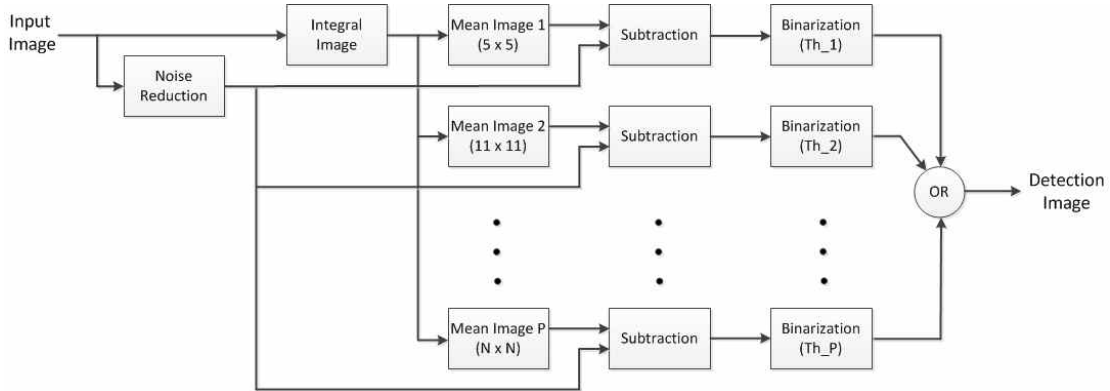 Input
Image
Noise
Reduction
Integral
Image
Mean Image 1
(5 x 5)
Subtraction
Binarization
(Th_1)
Mean Image 2
(11 x 11)
Subtraction
Binarization
(Th_2)
OR
Detection
Image
Mean Image P
(N x N)
Subtraction
Binarization
(Th_P)